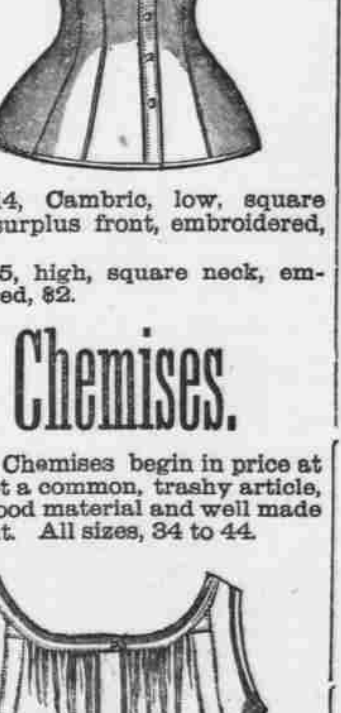 4, Cambric, low, square
surplus front, embroidered,
5, high, square neck, em-
ed, $2.
Chemises.
Chemises begin in price at
t a common, trashy article,
ood material and well made
t. All sizes, 34 to 44.